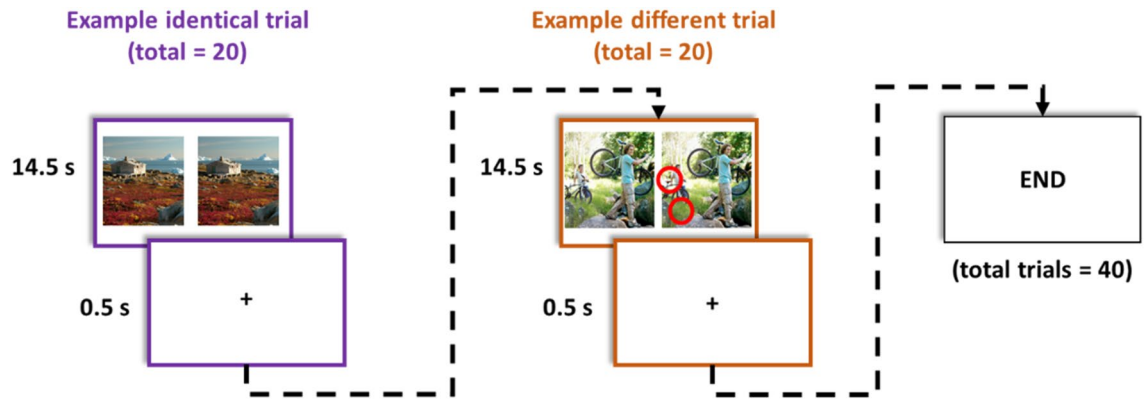 Example identical trial
(total = 20)
14.5 s
0.5 s
+
Example different trial
(total = 20)
14.5 s
0.5 s
+
END
(total trials = 40)